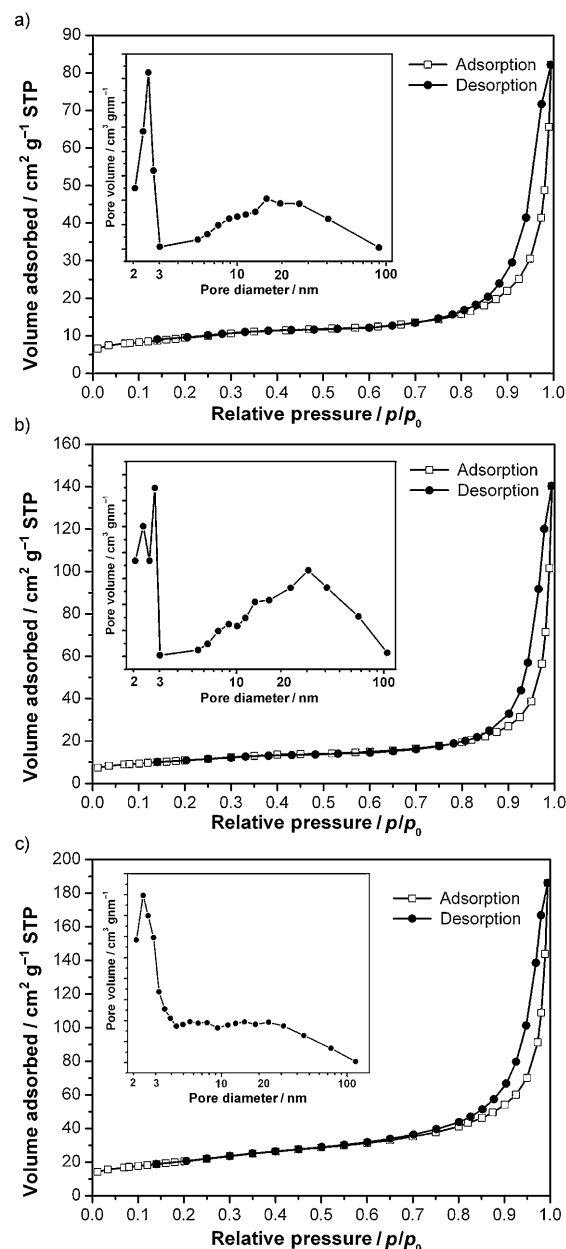 a)
90
80
70
60
50
40
30
20
10
0
Volume adsorbed / cm² g⁻¹ STP
Adsorption
Desorption
Pore volume / cm³ gnm⁻¹
2 3 10 20 100
Pore diameter / nm
0.0 0.1 0.2 0.3 0.4 0.5 0.6 0.7 0.8 0.9 1.0
Relative pressure / p/p₀
b)
160
140
120
100
80
60
40
20
0
Volume adsorbed / cm² g⁻¹ STP
Adsorption
Desorption
Pore volume / cm³ gnm⁻¹
2 3 10 20 100
Pore diameter / nm
0.0 0.1 0.2 0.3 0.4 0.5 0.6 0.7 0.8 0.9 1.0
Relative pressure / p/p₀
c)
200
180
160
140
120
100
80
60
40
20
0
Volume adsorbed / cm² g⁻¹ STP
Adsorption
Desorption
Pore volume / cm³ gnm⁻¹
2 3 10 20 100
Pore diameter / nm
0.0 0.1 0.2 0.3 0.4 0.5 0.6 0.7 0.8 0.9 1.0
Relative pressure / p/p₀